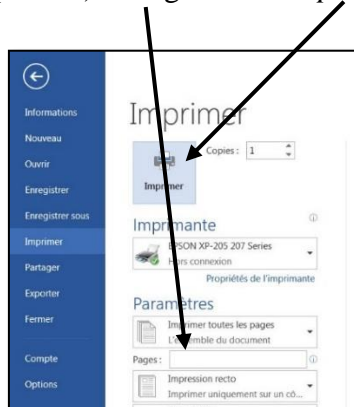 Informations
Nouveau
Ouvrir
Enregistrer
Enregistrer sous
Imprimer
Partager
Exporter
Fermer
Compte
Options
Imprimer
Copies : 1
Imprimer
Imprimante
EPSON XP-205 207 Series
Hors connexion
Propriétés de l'imprimante
Paramètres
Imprimer toutes les pages
L'ensemble du document
Pages :
Impression recto
Imprimer uniquement sur un cô...